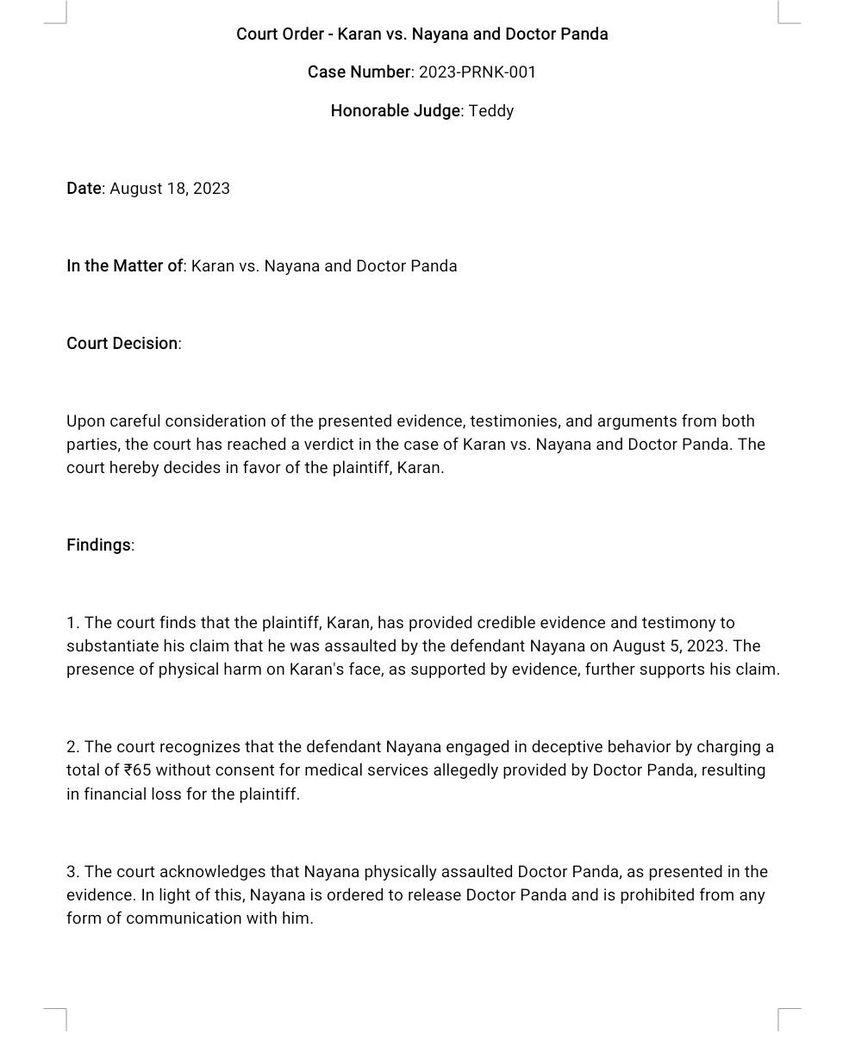 Court Order - Karan vs. Nayana and Doctor Panda
Case Number: 2023-PRNK-001
Honorable Judge: Teddy
Date: August 18, 2023
In the Matter of: Karan vs. Nayana and Doctor Panda
Court Decision:
Upon careful consideration of the presented evidence, testimonies, and arguments from both
parties, the court has reached a verdict in the case of Karan vs. Nayana and Doctor Panda. The
court hereby decides in favor of the plaintiff, Karan.
Findings:
1. The court finds that the plaintiff, Karan, has provided credible evidence and testimony to
substantiate his claim that he was assaulted by the defendant Nayana on August 5, 2023. The
presence of physical harm on Karan's face, as supported by evidence, further supports his claim.
2. The court recognizes that the defendant Nayana engaged in deceptive behavior by charging a
total of ₹65 without consent for medical services allegedly provided by Doctor Panda, resulting
in financial loss for the plaintiff.
3. The court acknowledges that Nayana physically assaulted Doctor Panda, as presented in the
evidence. In light of this, Nayana is ordered to release Doctor Panda and is prohibited from any
form of communication with him.